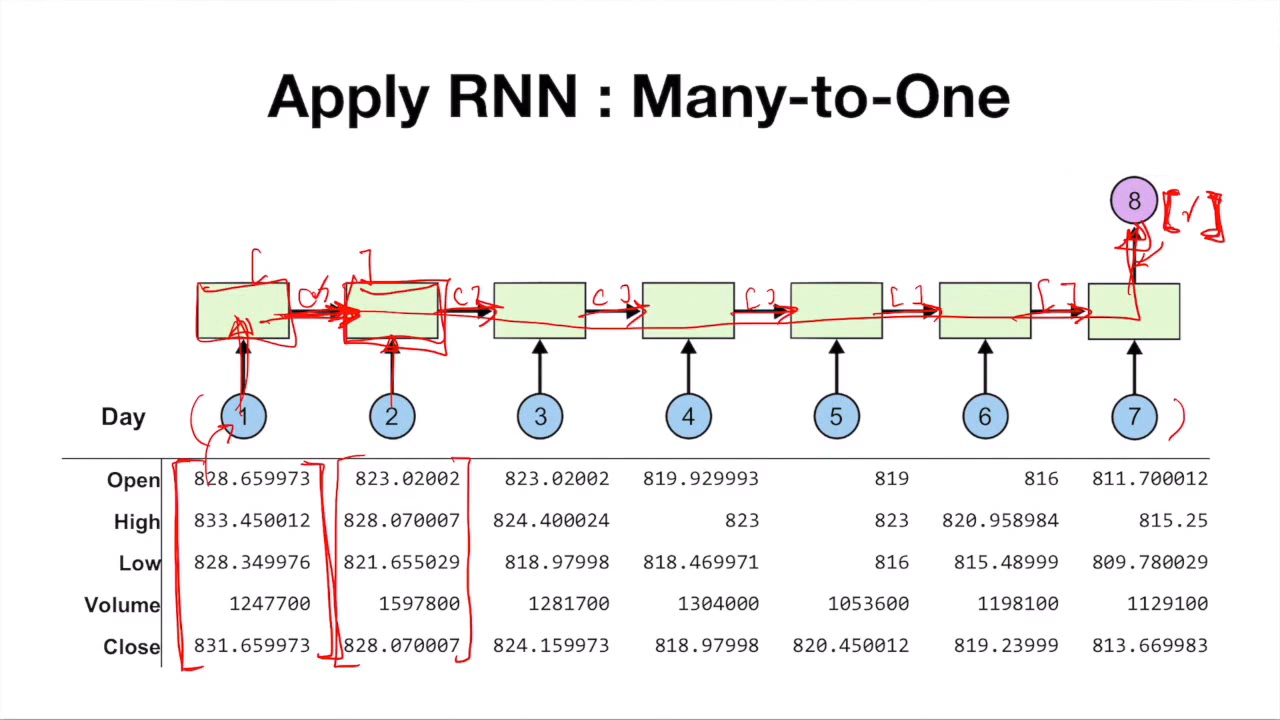 Apply RNN : Many-to-One
8
Day 1 2 3 4 5 6 7
Open 828.659973 823.02002 823.02002 819.929993 819 816 811.700012
High 833.450012 828.070007 824.400024 823 823 820.958984 815.25
Low 828.349976 821.655029 818.97998 818.469971 816 815.48999 809.780029
Volume 1247700 1597800 1281700 1304000 1053600 1198100 1129100
Close 831.659973 828.070007 824.159973 818.97998 820.450012 819.23999 813.669983